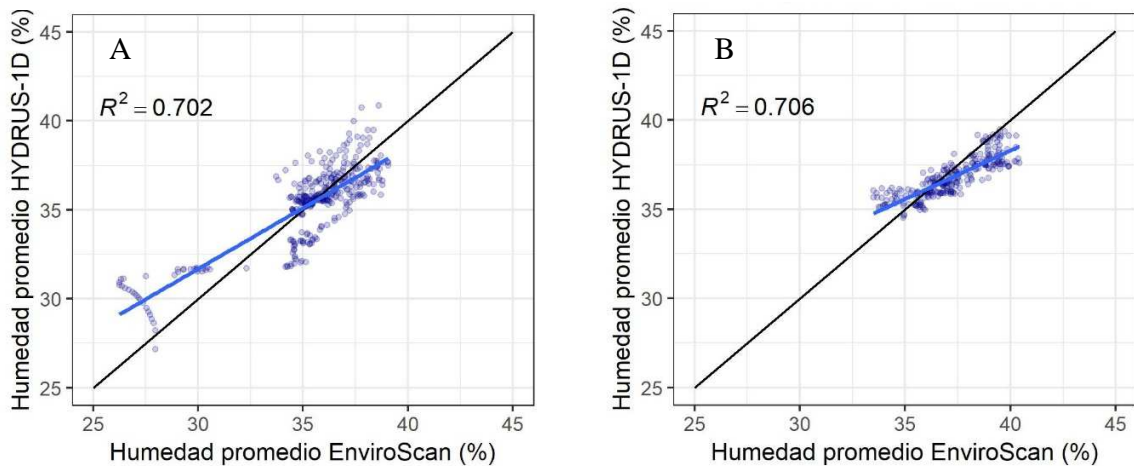 A
R² = 0.702
Humedad promedio HYDRUS-1D (%)
45
40
35
30
25
25 30 35 40 45
Humedad promedio EnviroScan (%)
B
R² = 0.706
Humedad promedio HYDRUS-1D (%)
45
40
35
30
25
25 30 35 40 45
Humedad promedio EnviroScan (%)